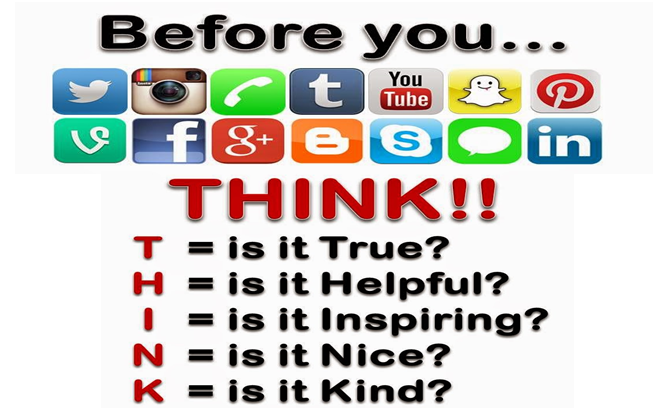 Before you...
t You Tube p
f g+ B S in
THINK!!
T = is it True?
H = is it Helpful?
I = is it Inspiring?
N = is it Nice?
K = is it Kind?